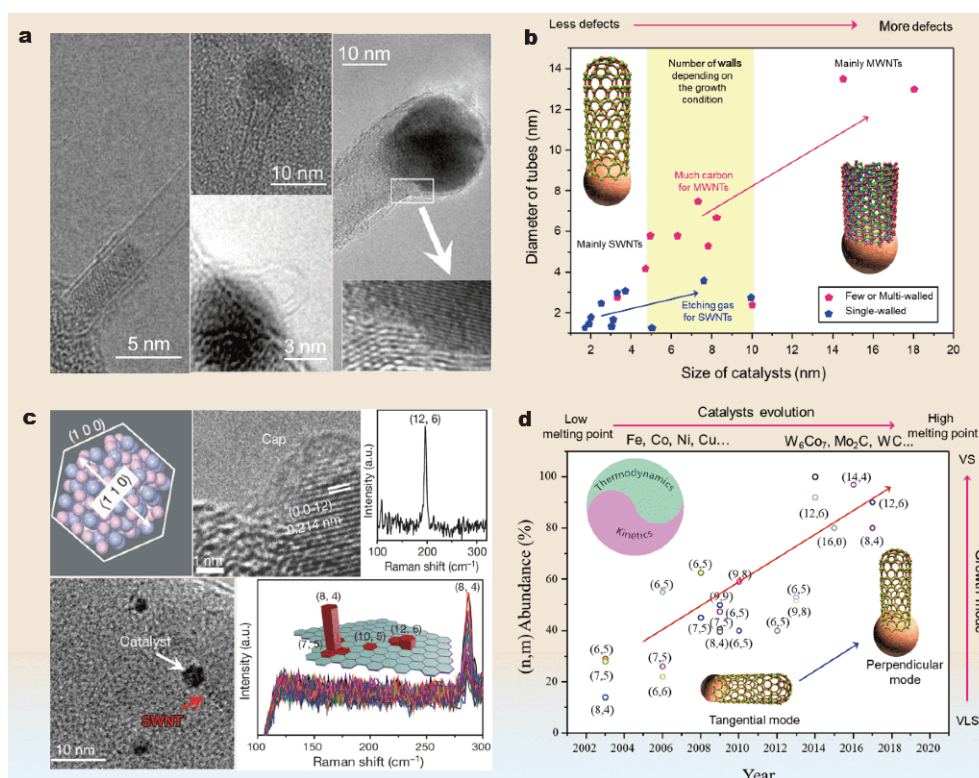 a
5 nm
10 nm
3 nm
10 nm
b
Less defects
More defects
Diameter of tubes (nm)
14
12
10
8
6
4
2
Number of walls
depending on
the growth
condition
Mainly MWNTs
Much carbon
for MWNTs
Mainly SWNTs
Etching gas
for SWNTs
Few or Multi-walled
Single-walled
2 4 6 8 10 12 14 16 18 20
Size of catalysts (nm)
c
(1 0 0)
⟨1 1 0⟩
Cap
(0 0-12)
0.214 nm
1 nm
Intensity (a.u.)
(12, 6)
100 200 300
Raman shift (cm⁻¹)
Catalyst
SWNT
10 nm
Intensity (a.u.)
(8, 4)
(7, 5)
(10, 5)
(12, 6)
(8, 4)
100 150 200 250 300
Raman shift (cm⁻¹)
d
Low
melting point
Catalysts evolution
High
melting point
Fe, Co, Ni, Cu...
W₆Co₇, Mo₂C, WC...
(n,m) Abundance (%)
100
80
60
40
20
0
Thermodynamics
Kinetics
(6,5)
(7,5)
(8,4)
(6,5)
(7,5)
(6,6)
(6,5)
(7,5)
(9,9)
(7,5)
(8,4)
(9,8)
(6,5)
(6,5)
(6,5)
(6,5)
(9,8)
(12,6)
(16,0)
(14,4)
(12,6)
(8,4)
Tangential mode
Perpendicular
mode
VS
VLS
2002 2004 2006 2008 2010 2012 2014 2016 2018 2020
Year